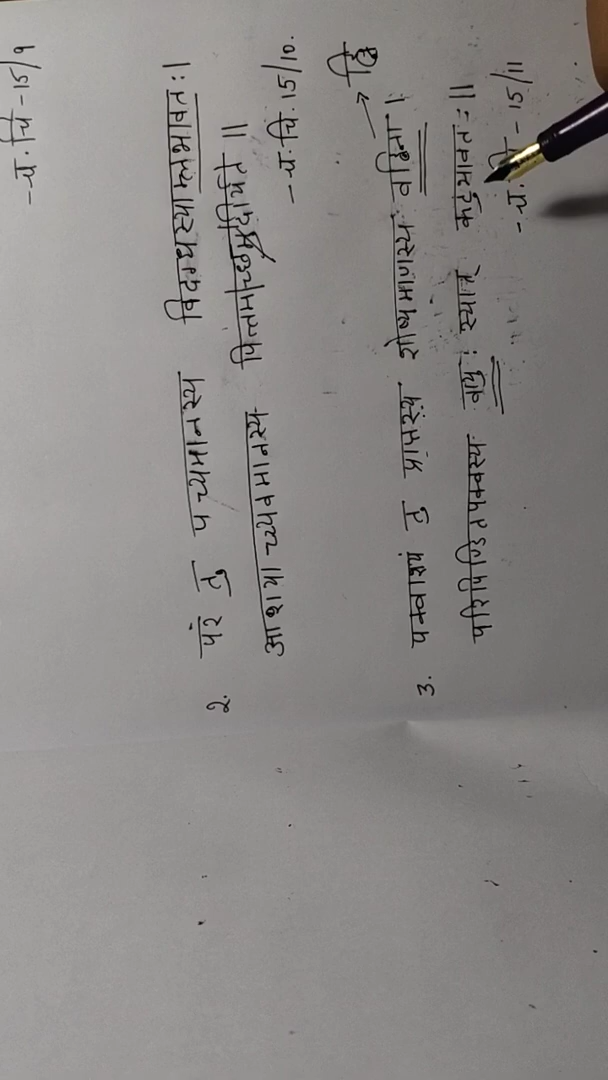 -च. चि - 15/9
2. परं तु पच्यमानस्य विदग्धस्याम्लभावतः।
आशया च्च्यवमानस्य पित्तमच्छमुदीर्यते ॥
-च. चि. 15/10.
→ ह्नि
3. पक्वाशयं तु प्राप्तस्य शोष्यमाणस्य वह्निना।
परिपिण्डितपक्वस्य वायुः स्यात् कटुभावतः ॥
-च. - 15/11